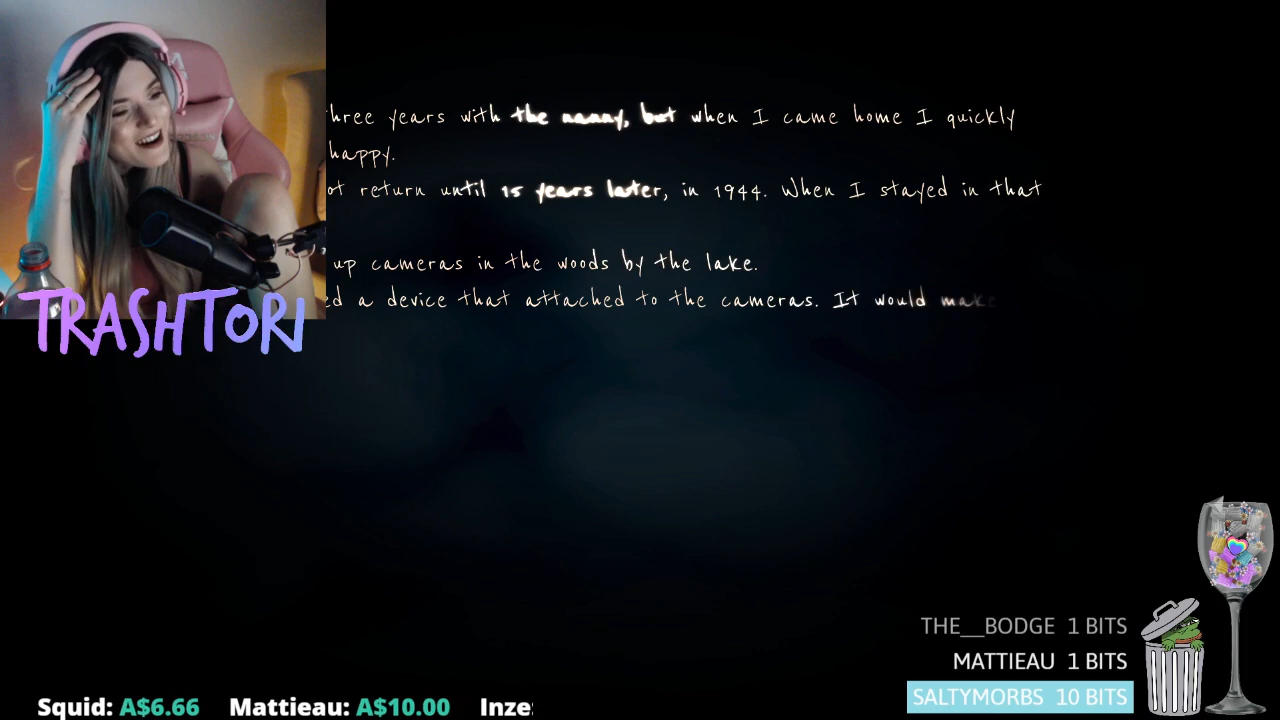 hree years with the nanny, but when I came home I quickly
happy.
ot return until 15 years later, in 1944. When I stayed in that
up cameras in the woods by the lake.
ed a device that attached to the cameras. It would make
TRASHTORI
THE__BODGE 1 BITS
MATTIEAU 1 BITS
SALTYMORBS 10 BITS
Squid: A$6.66 Mattieau: A$10.00 Inze